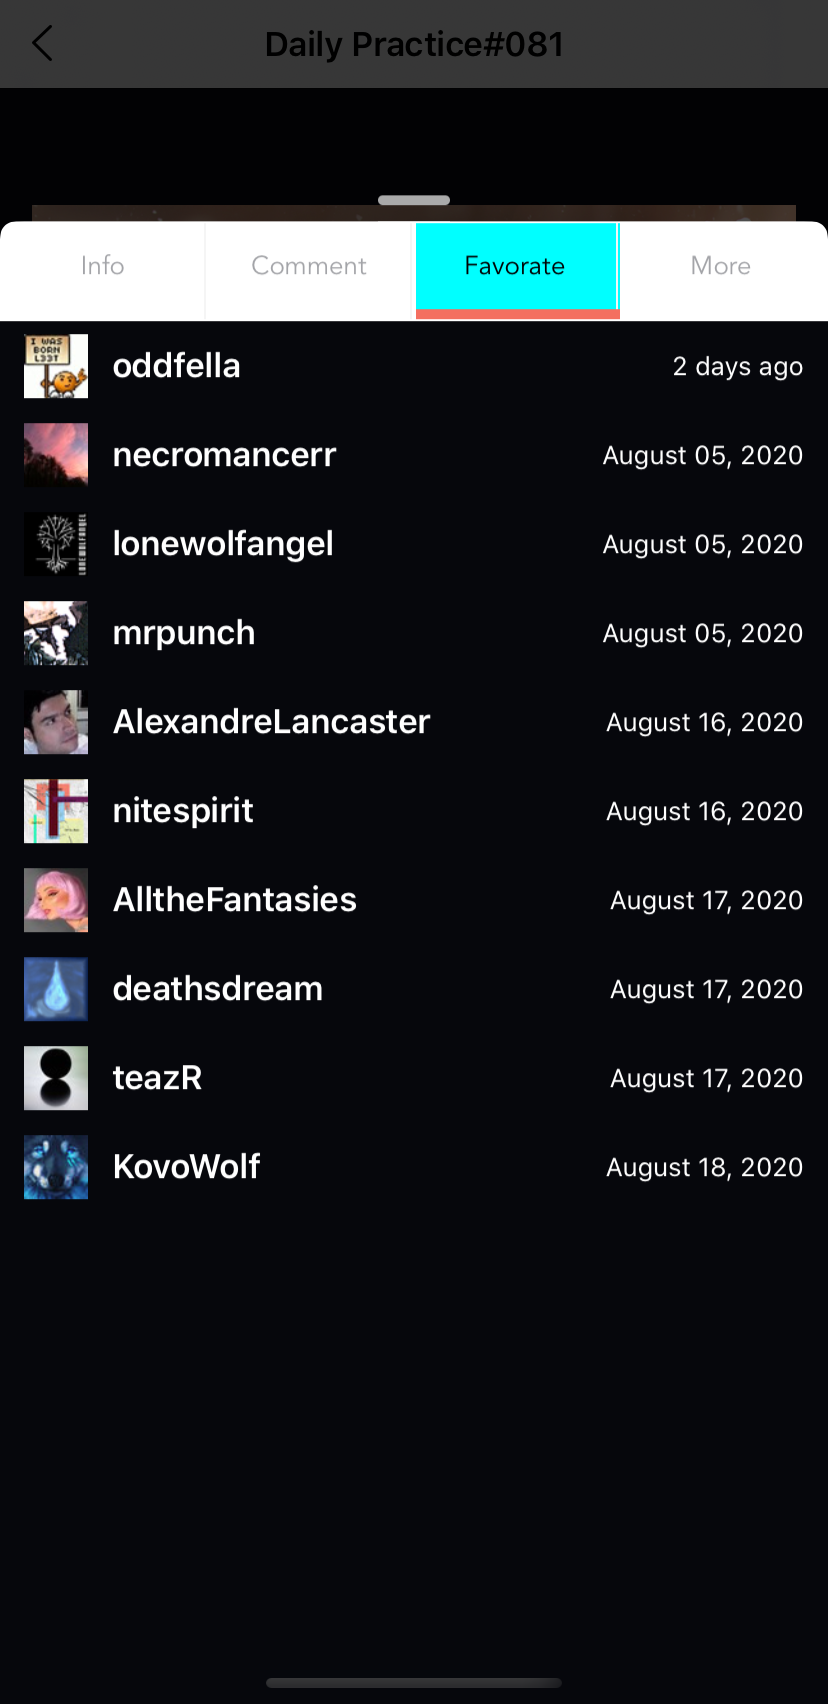 Daily Practice#081
Info Comment Favorate More
I WAS
BORN
L33T
oddfella 2 days ago
necromancerr August 05, 2020
LONEWOLFANGEL
lonewolfangel August 05, 2020
mrpunch August 05, 2020
AlexandreLancaster August 16, 2020
nitespirit August 16, 2020
AlltheFantasies August 17, 2020
deathsdream August 17, 2020
teazR August 17, 2020
KovoWolf August 18, 2020